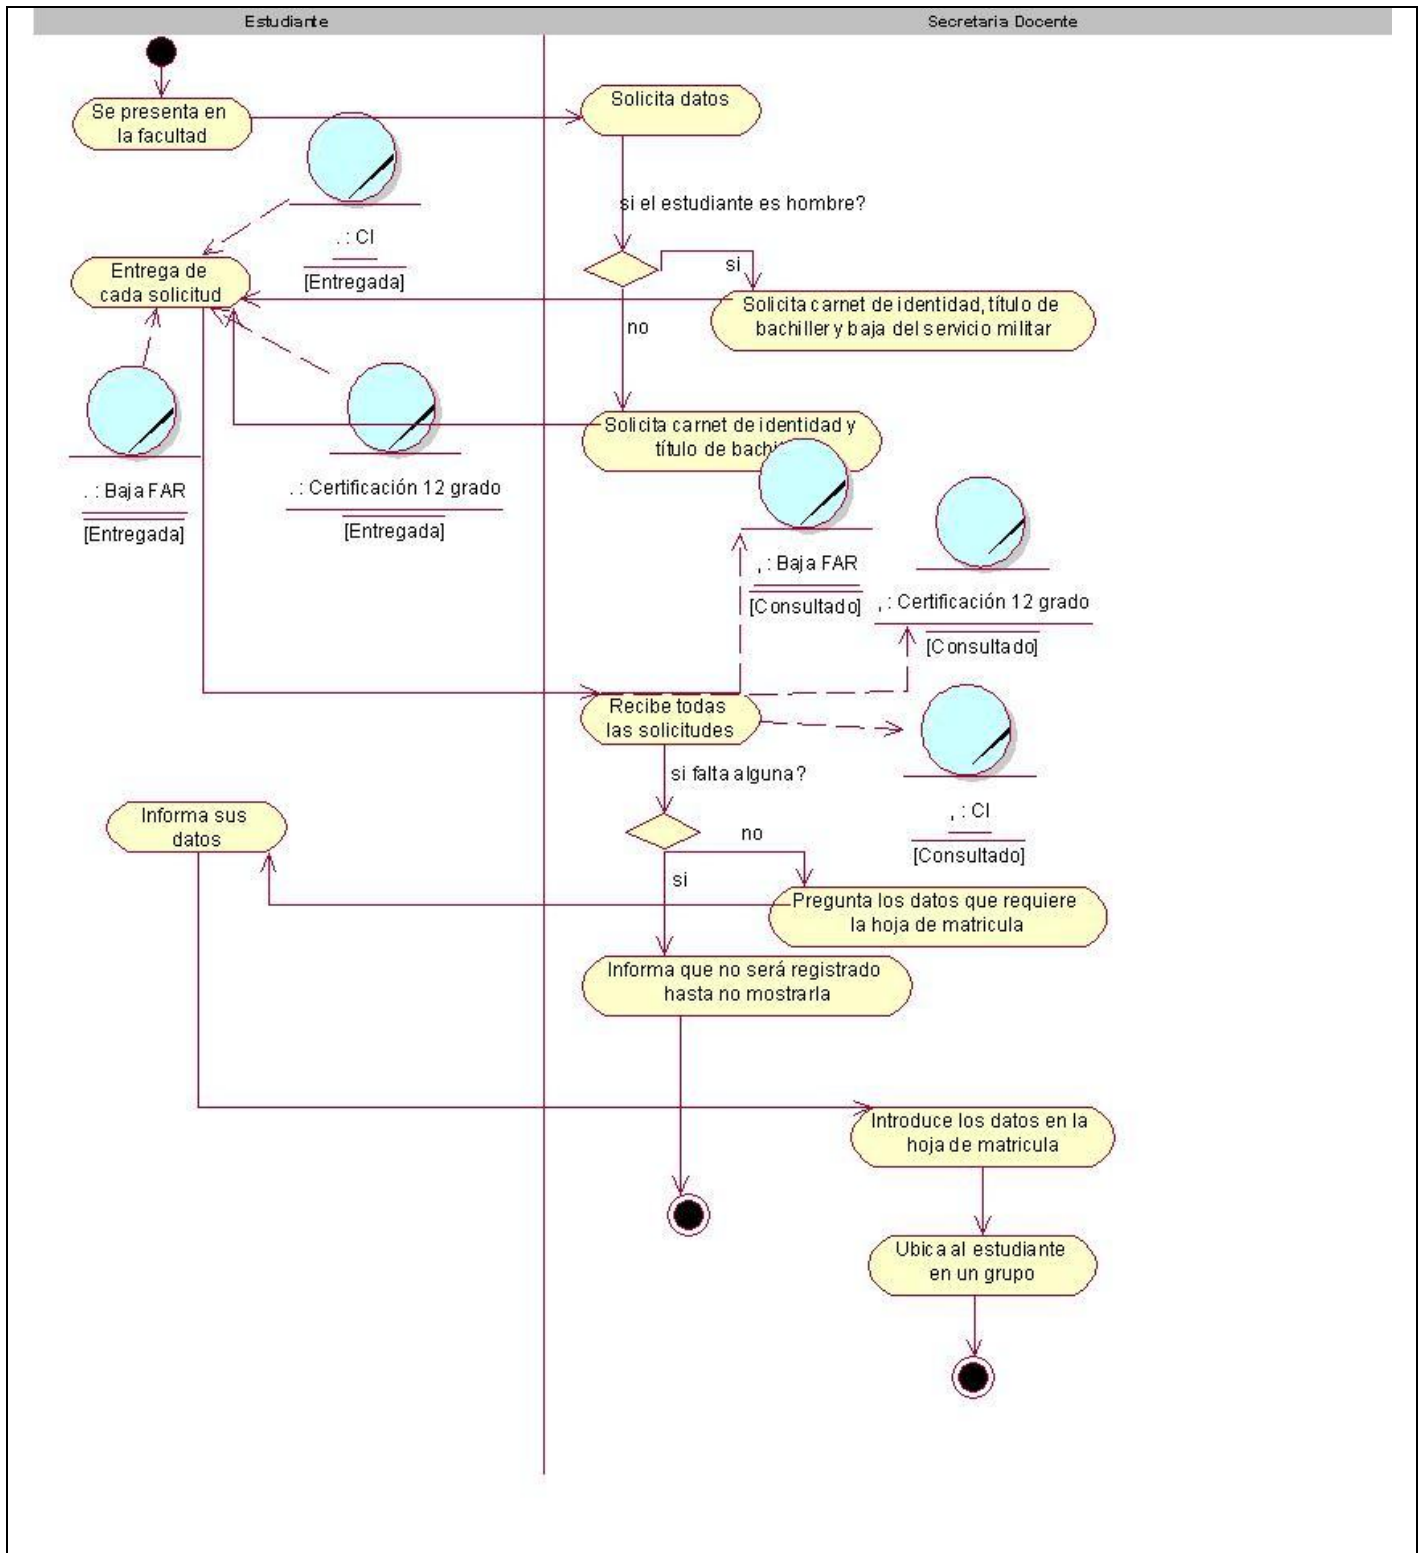 Estudiante
Secretaria Docente
Se presenta en
la facultad
Solicita datos
si el estudiante es hombre?
. : CI
[Entregada]
Entrega de
cada solicitud
si
Solicita carnet de identidad, título de
bachiller y baja del servicio militar
no
Solicita carnet de identidad y
título de bachi
. : Baja FAR
[Entregada]
. : Certificación 12 grado
[Entregada]
, : Baja FAR
[Consultado]
, : Certificación 12 grado
[Consultado]
Recibe todas
las solicitudes
si falta alguna?
, : CI
[Consultado]
Informa sus
datos
no
si
Pregunta los datos que requiere
la hoja de matricula
Informa que no será registrado
hasta no mostrarla
Introduce los datos en la
hoja de matricula
Ubica al estudiante
en un grupo